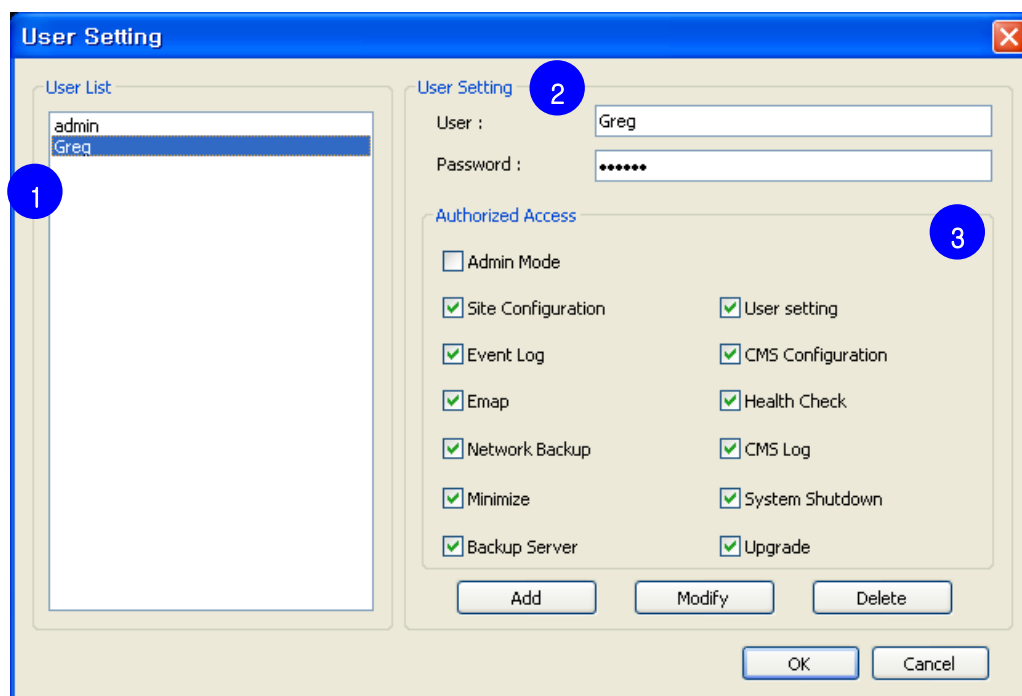 User Setting
User List
1
admin
Greg
User Setting
2
User :
Greg
Password :
••••••
Authorized Access
3
Admin Mode
Site Configuration
User setting
Event Log
CMS Configuration
Emap
Health Check
Network Backup
CMS Log
Minimize
System Shutdown
Backup Server
Upgrade
Add
Modify
Delete
OK
Cancel